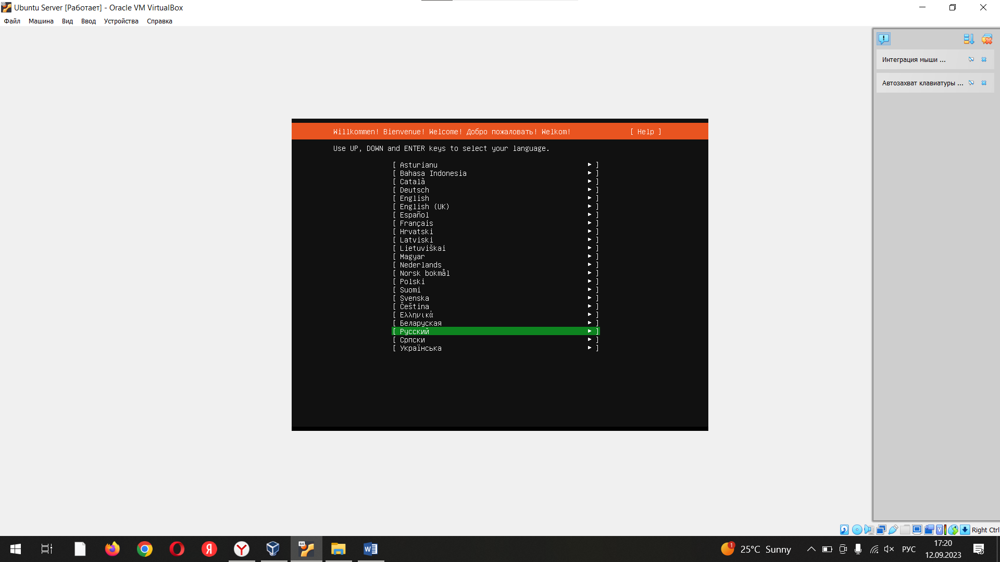 Ubuntu Server [Работает] - Oracle VM VirtualBox
Файл Машина Вид Ввод Устройства Справка
Интеграция мыши ...
Автозахват клавиатуры ...
Willkommen! Bienvenue! Welcome! Добро пожаловать! Welkom! [ Help ]
Use UP, DOWN and ENTER keys to select your language.
[ Asturianu ► ]
[ Bahasa Indonesia ► ]
[ Català ► ]
[ Deutsch ► ]
[ English ► ]
[ English (UK) ► ]
[ Español ► ]
[ Français ► ]
[ Hrvatski ► ]
[ Latviski ► ]
[ Lietuviškai ► ]
[ Magyar ► ]
[ Nederlands ► ]
[ Norsk bokmål ► ]
[ Polski ► ]
[ Suomi ► ]
[ Svenska ► ]
[ Čeština ► ]
[ Ελληνικά ► ]
[ Беларуская ► ]
[ Русский ► ]
[ Српски ► ]
[ Українська ► ]
Right Ctrl
1 25°C Sunny РУС 17:20
12.09.2023